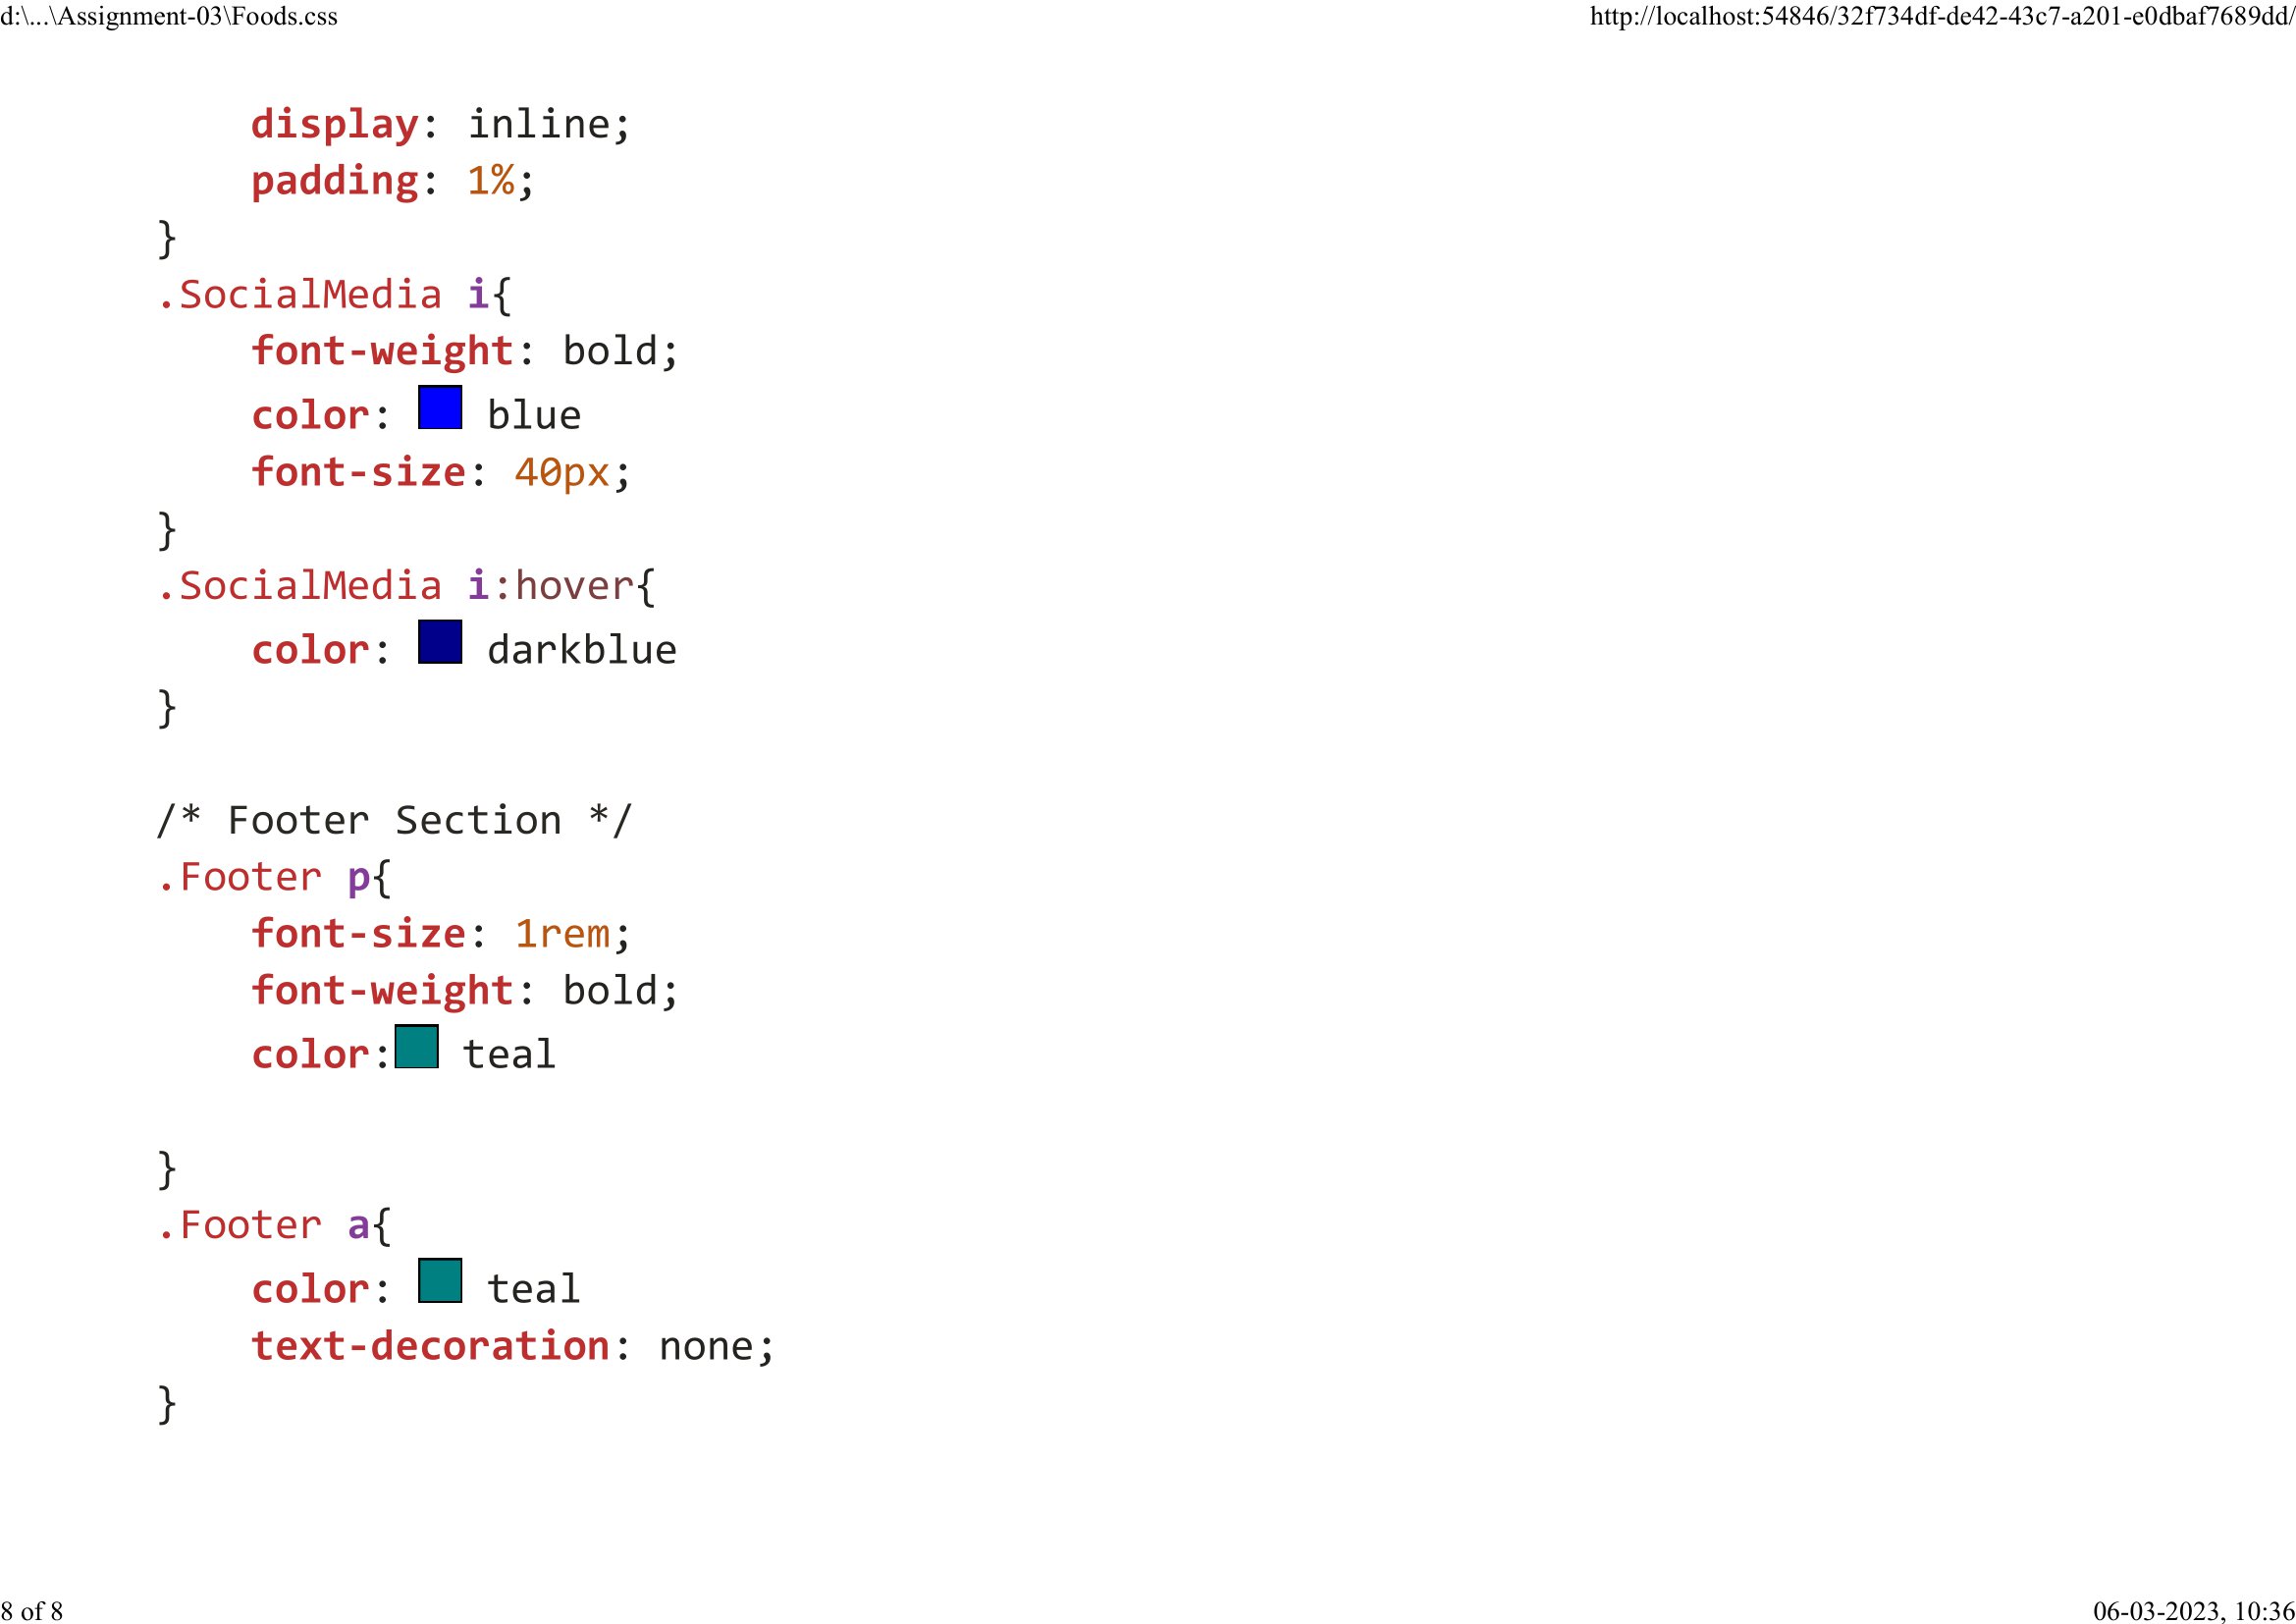 d:\...\Assignment-03\Foods.css
http://localhost:54846/32f734df-de42-43c7-a201-e0dbaf7689dd/
display: inline;
padding: 1%;
}
.SocialMedia i{
font-weight: bold;
color: blue
font-size: 40px;
}
.SocialMedia i:hover{
color: darkblue
}
/* Footer Section */
.Footer p{
font-size: 1rem;
font-weight: bold;
color: teal
}
.Footer a{
color: teal
text-decoration: none;
}
8 of 8
06-03-2023, 10:36